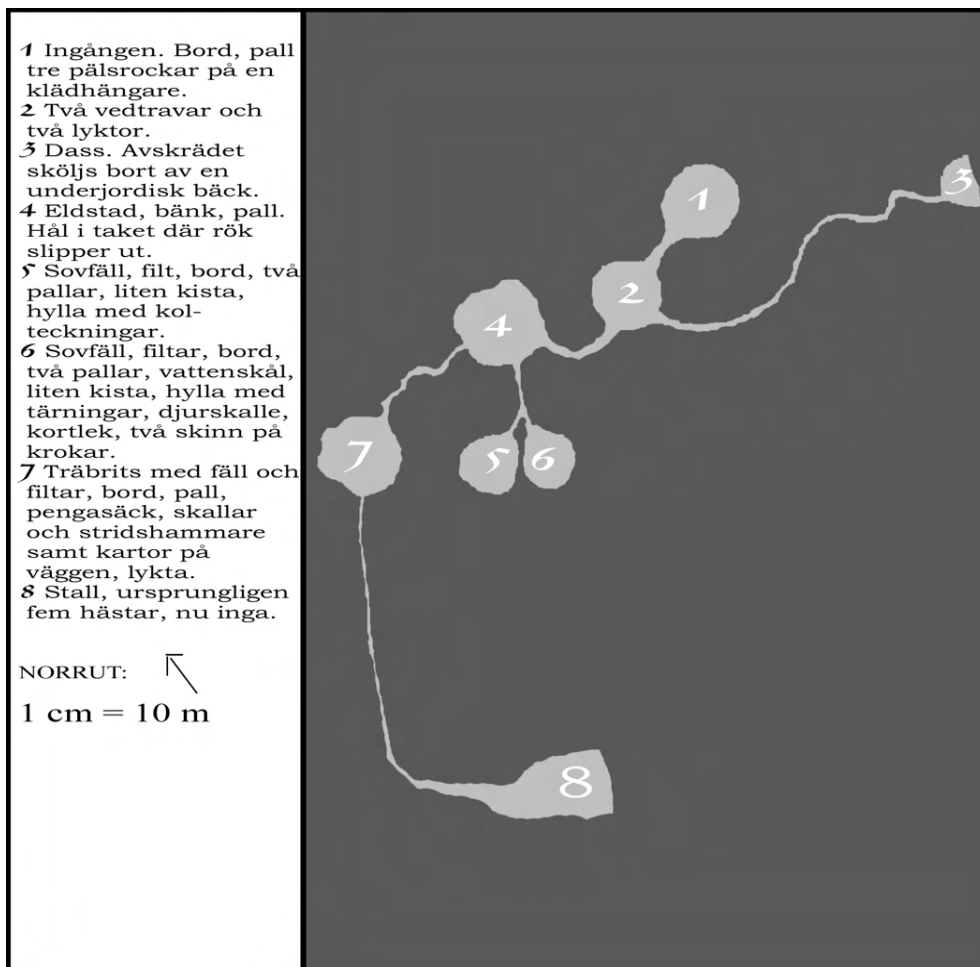 1 Ingången. Bord, pall
tre pälsrockar på en
klädhängare.
2 Två vedtravar och
två lyktor.
3 Dass. Avskrädet
sköljs bort av en
underjordisk bäck.
4 Eldstad, bänk, pall.
Hål i taket där rök
slipper ut.
5 Sovfäll, filt, bord, två
pallar, liten kista,
hylla med kol-
teckningar.
6 Sovfäll, filtar, bord,
två pallar, vattenskål,
liten kista, hylla med
tärningar, djurskalle,
kortlek, två skinn på
krokar.
7 Träbrits med fäll och
filtar, bord, pall,
pengasäck, skallar
och stridshammare
samt kartor på
väggen, lykta.
8 Stall, ursprungligen
fem hästar, nu inga.
NORRUT:
1 cm = 10 m
1
3
2
4
7
5
6
8